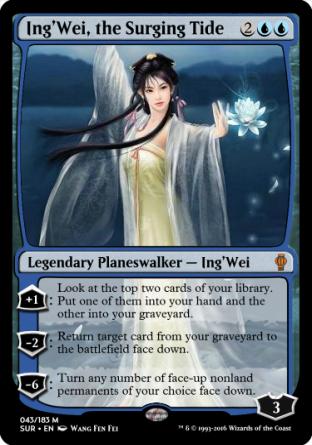 Ing'Wei, the Surging Tide 2
Legendary Planeswalker — Ing'Wei
+1: Look at the top two cards of your library.
Put one of them into your hand and the other
into your graveyard.
-2: Return target card from your graveyard to
the battlefield face down.
-6: Turn any number of face-up nonland
permanents of your choice face down.
3
043/183 M
SUR • EN Wang Fen Fei
™ & © 1993-2016 Wizards of the Coast